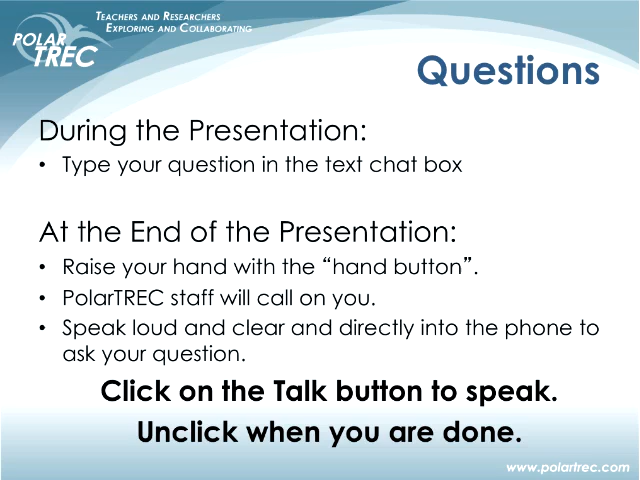 Teachers and Researchers
Exploring and Collaborating
POLAR
TREC
Questions
During the Presentation:
• Type your question in the text chat box
At the End of the Presentation:
• Raise your hand with the “hand button”.
• PolarTREC staff will call on you.
• Speak loud and clear and directly into the phone to
ask your question.
Click on the Talk button to speak.
Unclick when you are done.
www.polartrec.com